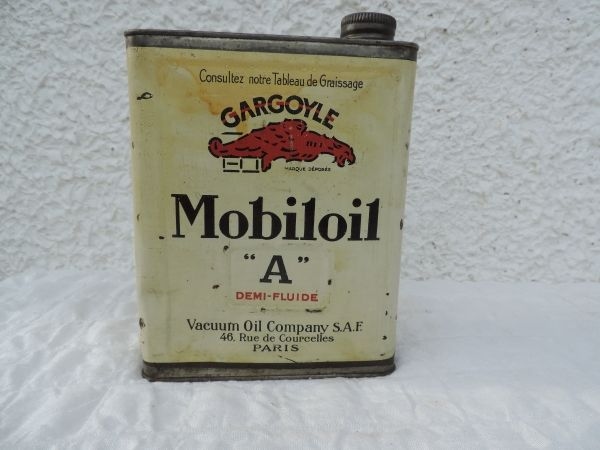 Consultez notre Tableau de Graissage
GARGOYLE
MARQUE DÉPOSÉE
Mobiloil
"A"
DEMI-FLUIDE
Vacuum Oil Company S.A.F.
46, Rue de Courcelles
PARIS